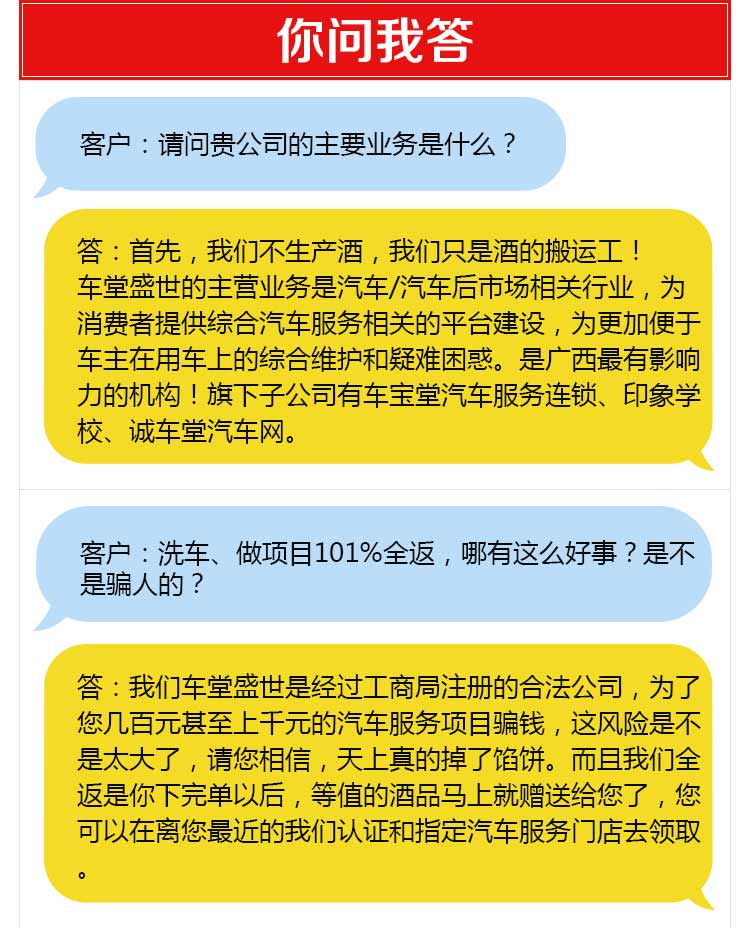 你问我答
客户：请问贵公司的主要业务是什么？
答：首先，我们不生产酒，我们只是酒的搬运工！
车堂盛世的主营业务是汽车/汽车后市场相关行业，为
消费者提供综合汽车服务相关的平台建设，为更加便于
车主在用车上的综合维护和疑难困惑。是广西最有影响
力的机构！旗下子公司有车宝堂汽车服务连锁、印象学
校、诚车堂汽车网。
客户：洗车、做项目101%全返，哪有这么好事？是不
是骗人的？
答：我们车堂盛世是经过工商局注册的合法公司，为了
您几百元甚至上千元的汽车服务项目骗钱，这风险是不
是太大了，请您相信，天上真的掉了馅饼。而且我们全
返是你下完单以后，等值的酒品马上就赠送给您了，您
可以在离您最近的我们认证和指定汽车服务门店去领取
。